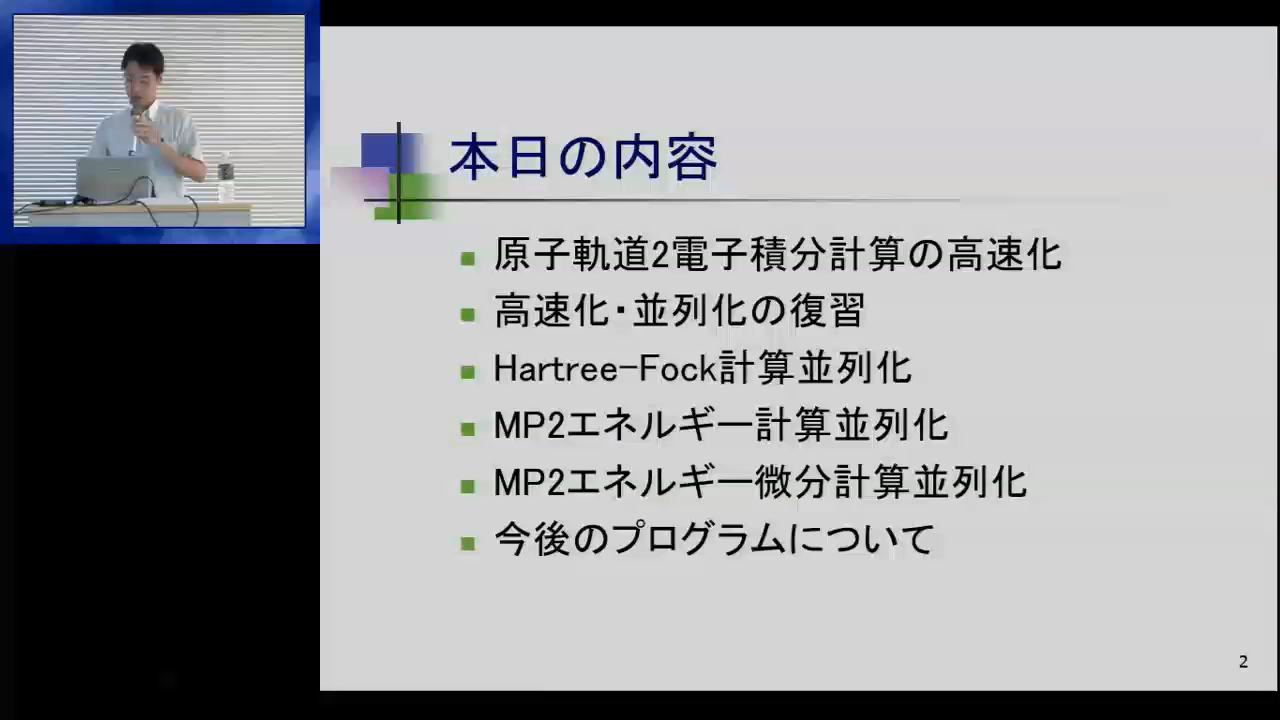 本日の内容
原子軌道2電子積分計算の高速化
高速化・並列化の復習
Hartree-Fock計算並列化
MP2エネルギー計算並列化
MP2エネルギー微分計算並列化
今後のプログラムについて
2